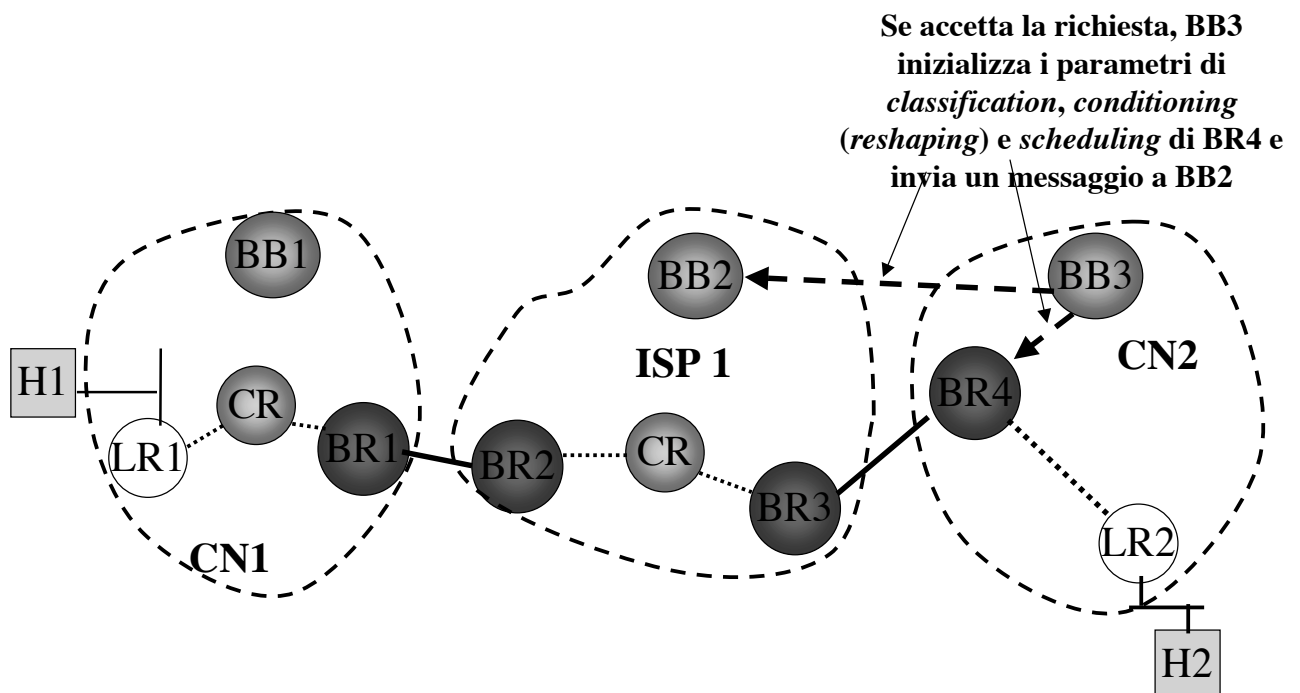 Se accetta la richiesta, BB3
inizializza i parametri di
classification, conditioning
(reshaping) e scheduling di BR4 e
invia un messaggio a BB2
BB1
BB2
BB3
ISP 1
CN2
H1
CR
BR4
LR1
BR1
BR2
CR
BR3
LR2
CN1
H2